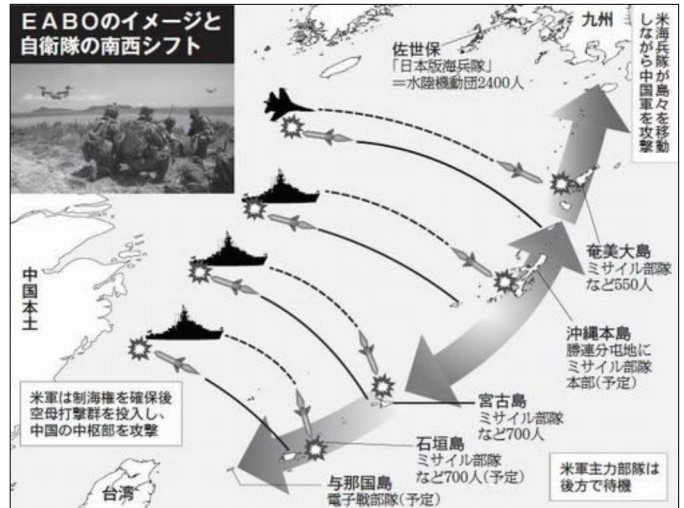 EABOのイメージと
自衛隊の南西シフト
九州
佐世保
「日本版海兵隊」
＝水陸機動団2400人
米海兵隊が島々を移動
しながら中国軍を攻撃
奄美大島
ミサイル部隊
など550人
沖縄本島
勝連分屯地に
ミサイル部隊
本部(予定)
宮古島
ミサイル部隊
など700人
石垣島
ミサイル部隊
など700人(予定)
与那国島
電子戦部隊(予定)
中国本土
米軍は制海権を確保後
空母打撃群を投入し、
中国の中枢部を攻撃
台湾
米軍主力部隊は
後方で待機